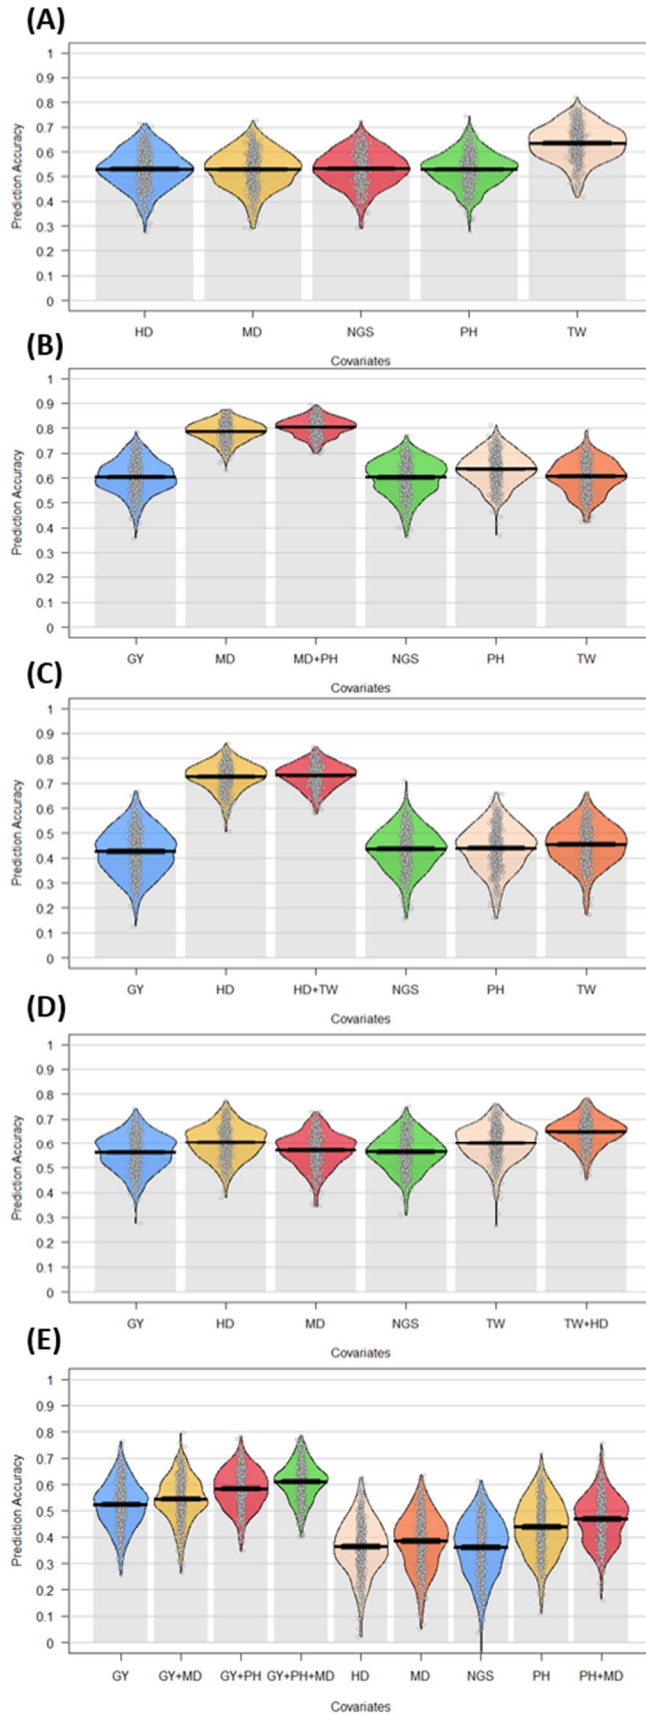 (A)
1
0.9
0.8
0.7
0.6
0.5
0.4
0.3
0.2
0.1
0
Prediction Accuracy
HD MD NGS PH TW
Covariates
(B)
1
0.9
0.8
0.7
0.6
0.5
0.4
0.3
0.2
0.1
0
Prediction Accuracy
GY MD MD+PH NGS PH TW
Covariates
(C)
1
0.9
0.8
0.7
0.6
0.5
0.4
0.3
0.2
0.1
0
Prediction Accuracy
GY HD HD+TW NGS PH TW
Covariates
(D)
1
0.9
0.8
0.7
0.6
0.5
0.4
0.3
0.2
0.1
0
Prediction Accuracy
GY HD MD NGS TW TW+HD
Covariates
(E)
1
0.9
0.8
0.7
0.6
0.5
0.4
0.3
0.2
0.1
0
Prediction Accuracy
GY GY+MD GY+PH GY+PH+MD HD MD NGS PH PH+MD
Covariates